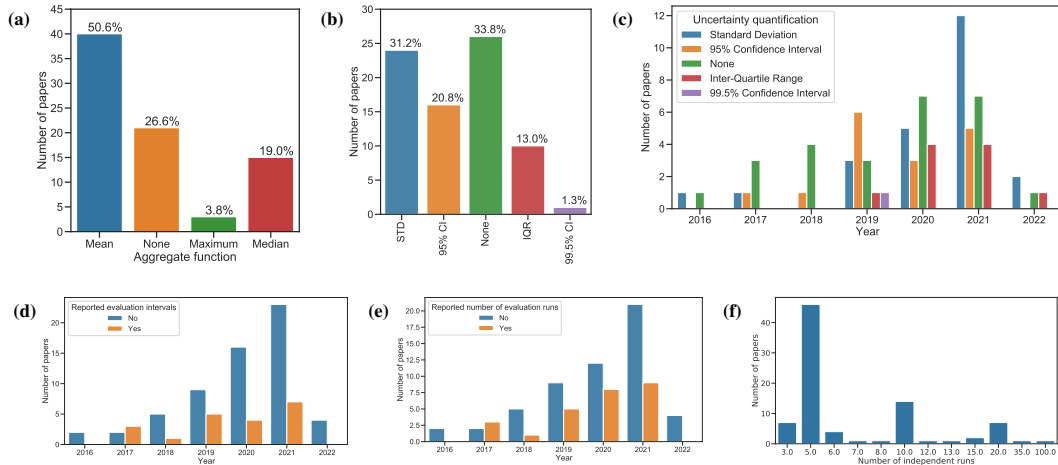 (a)
Number of papers
45
40
35
30
25
20
15
10
5
0
50.6%
26.6%
3.8%
19.0%
Mean
None
Maximum
Median
Aggregate function
(b)
Number of papers
30
25
20
15
10
5
0
31.2%
20.8%
33.8%
13.0%
1.3%
STD
95% CI
None
IQR
99.5% CI
(c)
Number of papers
12
10
8
6
4
2
0
Uncertainty quantification
Standard Deviation
95% Confidence Interval
None
Inter-Quartile Range
99.5% Confidence Interval
2016
2017
2018
2019
2020
2021
2022
Year
(d)
Number of papers
20
15
10
5
0
Reported evaluation intervals
No
Yes
2016
2017
2018
2019
2020
2021
2022
Year
(e)
Number of papers
20.0
17.5
15.0
12.5
10.0
7.5
5.0
2.5
0.0
Reported number of evaluation runs
No
Yes
2016
2017
2018
2019
2020
2021
2022
Year
(f)
Number of papers
40
30
20
10
0
3.0
5.0
6.0
7.0
8.0
10.0
12.0
13.0
15.0
20.0
35.0
100.0
Number of independent runs